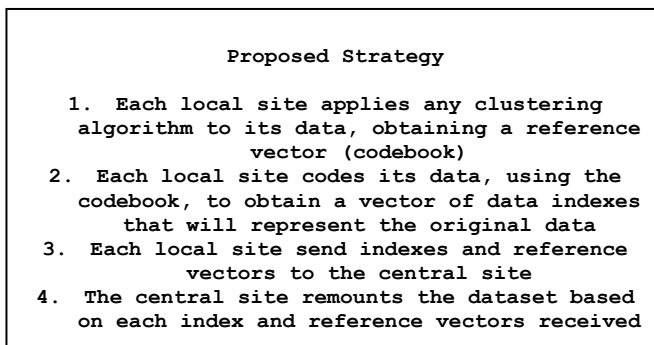 Proposed Strategy
1. Each local site applies any clustering
algorithm to its data, obtaining a reference
vector (codebook)
2. Each local site codes its data, using the
codebook, to obtain a vector of data indexes
that will represent the original data
3. Each local site send indexes and reference
vectors to the central site
4. The central site remounts the dataset based
on each index and reference vectors received